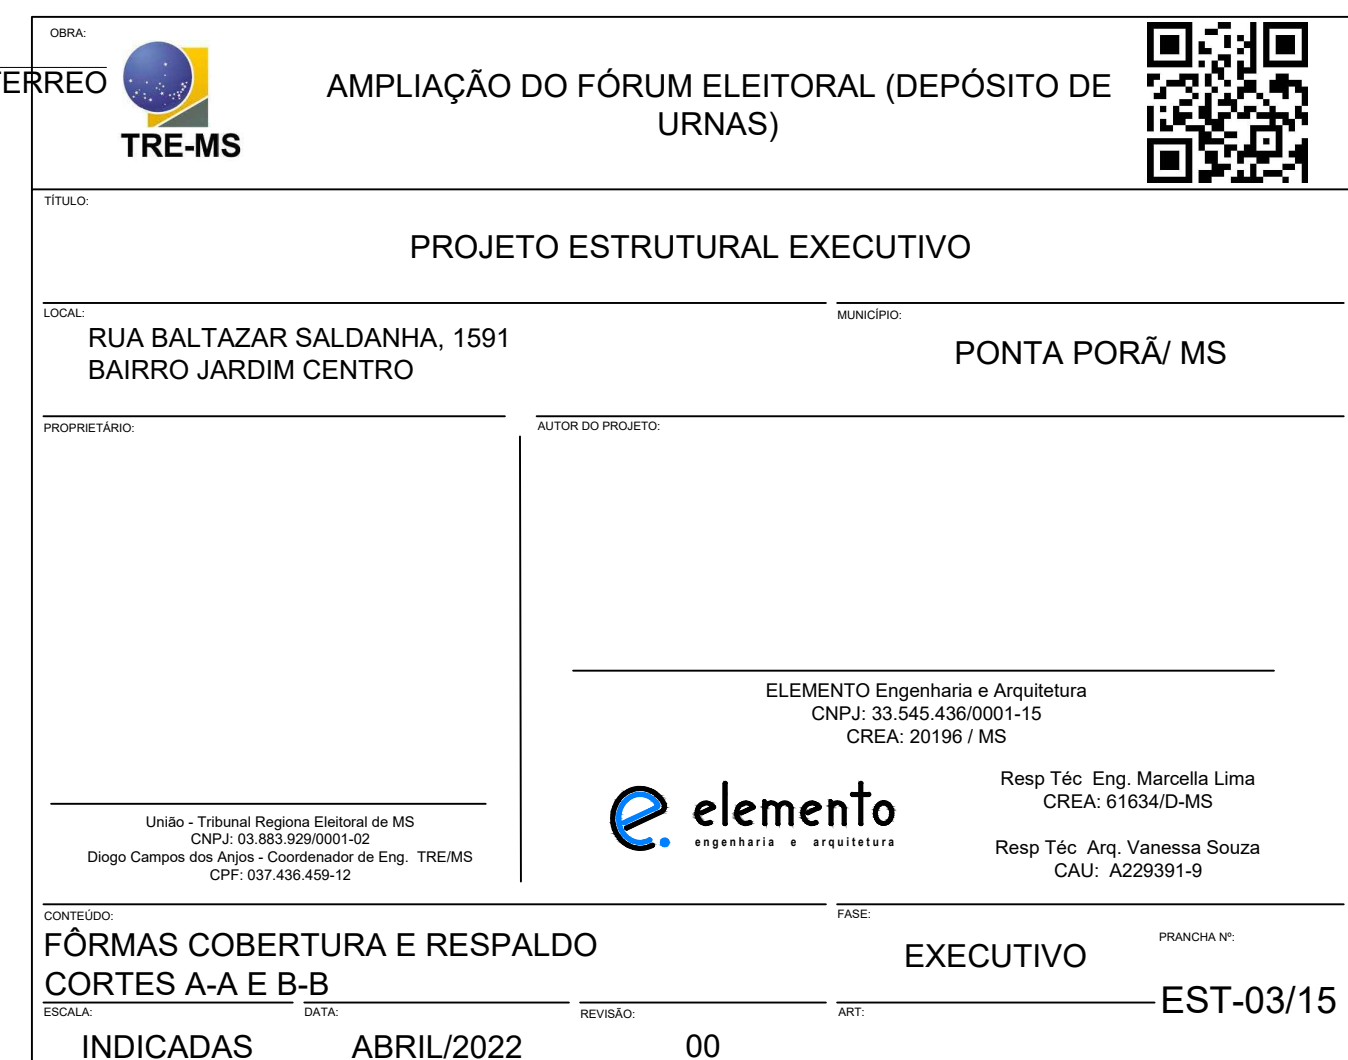 OBRA:
TERREO
TRE-MS
AMPLIAÇÃO DO FÓRUM ELEITORAL (DEPÓSITO DE
URNAS)
TÍTULO:
PROJETO ESTRUTURAL EXECUTIVO
LOCAL:
RUA BALTAZAR SALDANHA, 1591
BAIRRO JARDIM CENTRO
MUNICÍPIO:
PONTA PORÃ/ MS
PROPRIETÁRIO:
União - Tribunal Regiona Eleitoral de MS
CNPJ: 03.883.929/0001-02
Diogo Campos dos Anjos - Coordenador de Eng. TRE/MS
CPF: 037.436.459-12
AUTOR DO PROJETO:
ELEMENTO Engenharia e Arquitetura
CNPJ: 33.545.436/0001-15
CREA: 20196 / MS
e. elemento
engenharia e arquitetura
Resp Téc Eng. Marcella Lima
CREA: 61634/D-MS
Resp Téc Arq. Vanessa Souza
CAU: A229391-9
CONTEÚDO:
FÔRMAS COBERTURA E RESPALDO
CORTES A-A E B-B
FASE:
EXECUTIVO
PRANCHA Nº:
EST-03/15
ESCALA:
INDICADAS
DATA:
ABRIL/2022
REVISÃO:
00
ART: